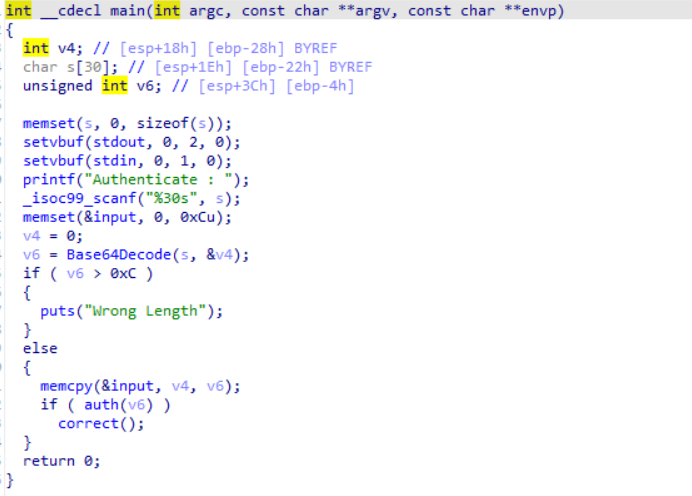 int __cdecl main(int argc, const char **argv, const char **envp)
{
int v4; // [esp+18h] [ebp-28h] BYREF
char s[30]; // [esp+1Eh] [ebp-22h] BYREF
unsigned int v6; // [esp+3Ch] [ebp-4h]
memset(s, 0, sizeof(s));
setvbuf(stdout, 0, 2, 0);
setvbuf(stdin, 0, 1, 0);
printf("Authenticate : ");
_isoc99_scanf("%30s", s);
memset(&input, 0, 0xCu);
v4 = 0;
v6 = Base64Decode(s, &v4);
if ( v6 > 0xC )
{
puts("Wrong Length");
}
else
{
memcpy(&input, v4, v6);
if ( auth(v6) )
correct();
}
return 0;
}